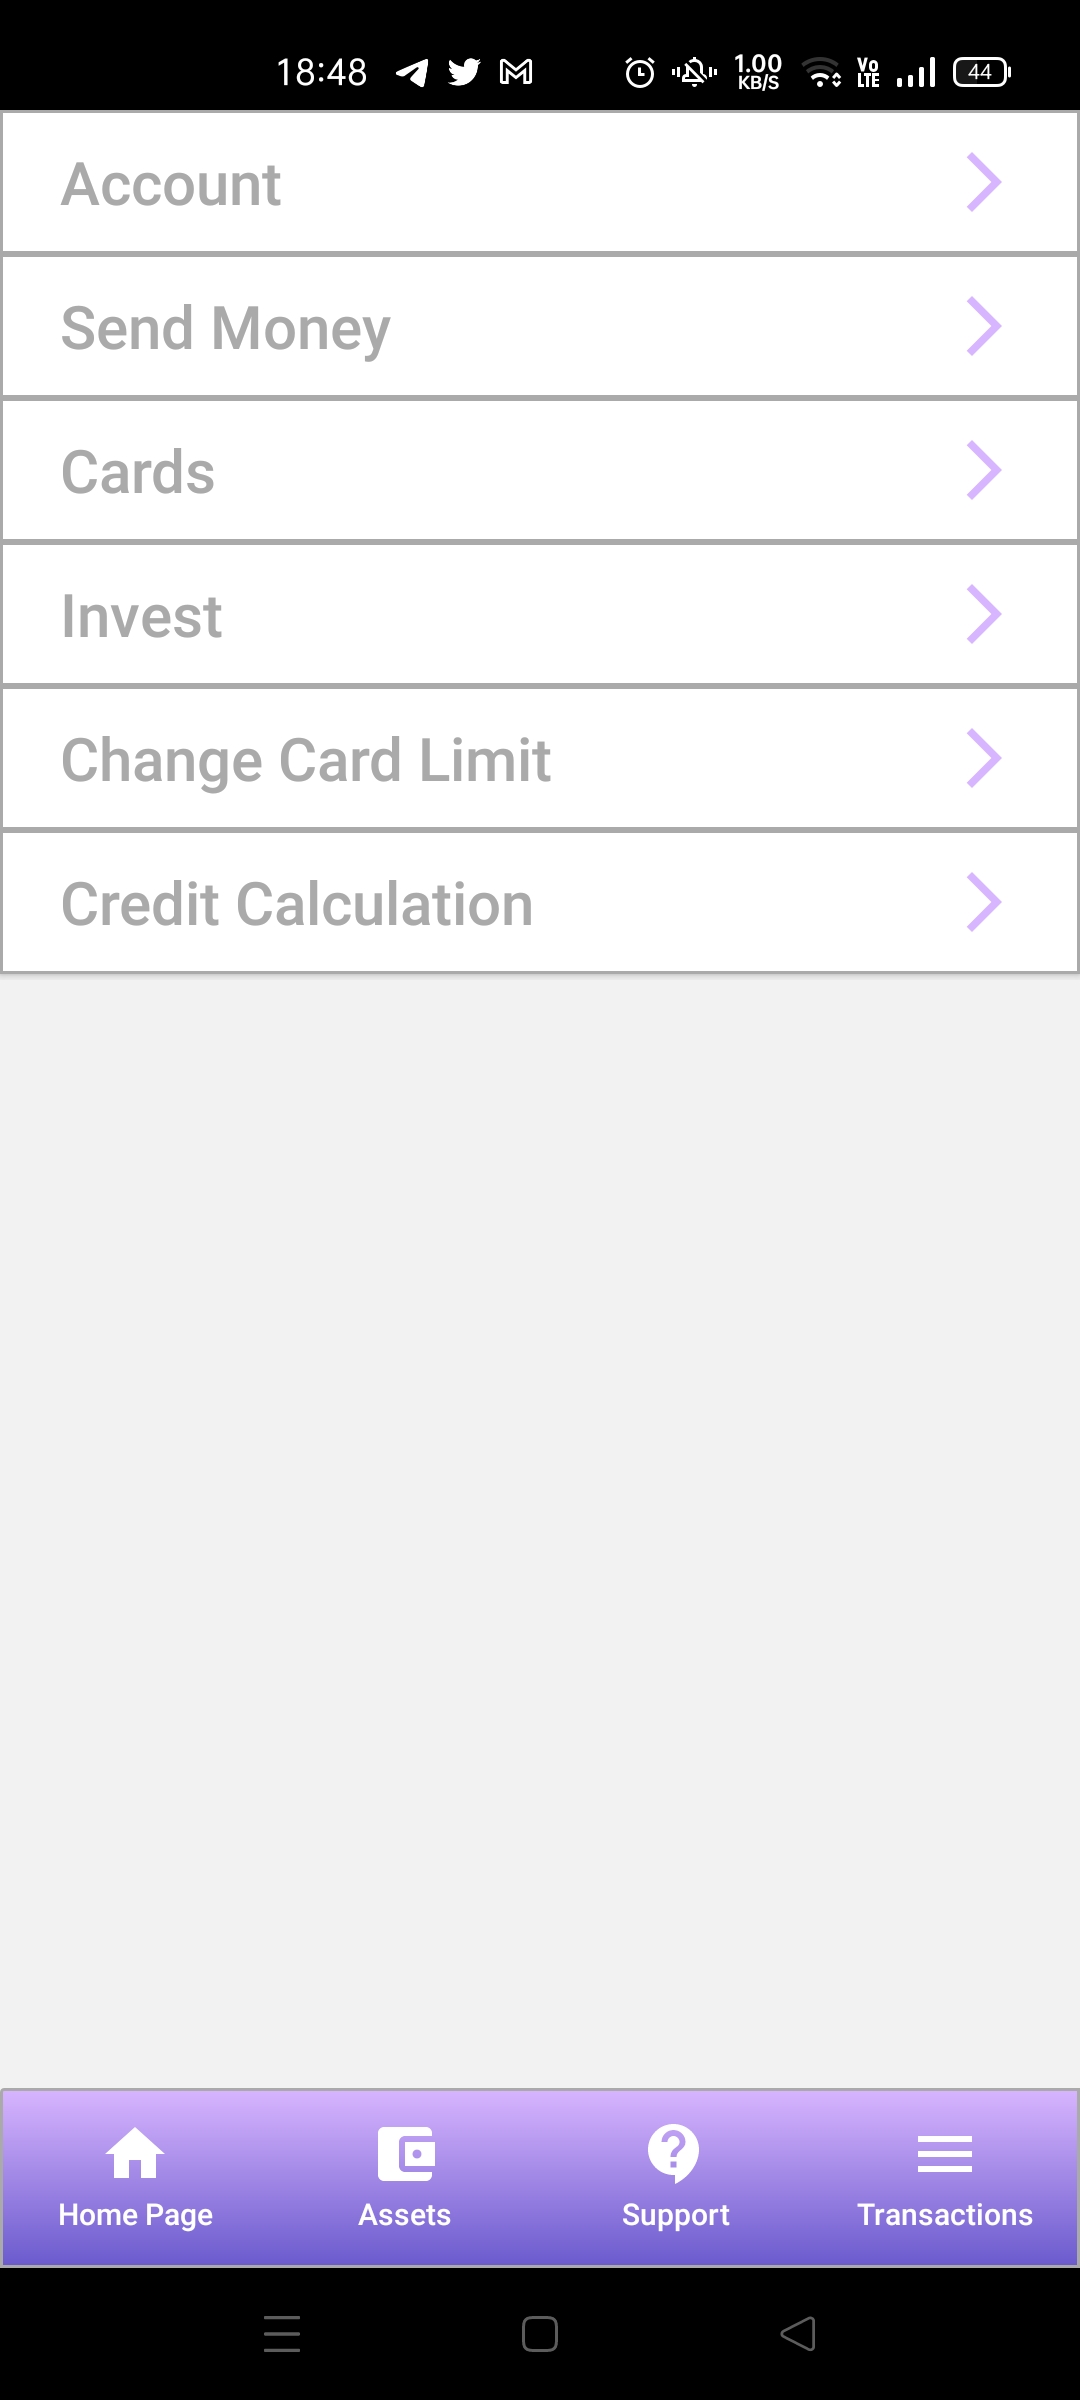 18:48 1.00 KB/S Vo LTE 44
Account
Send Money
Cards
Invest
Change Card Limit
Credit Calculation
Home Page Assets Support Transactions